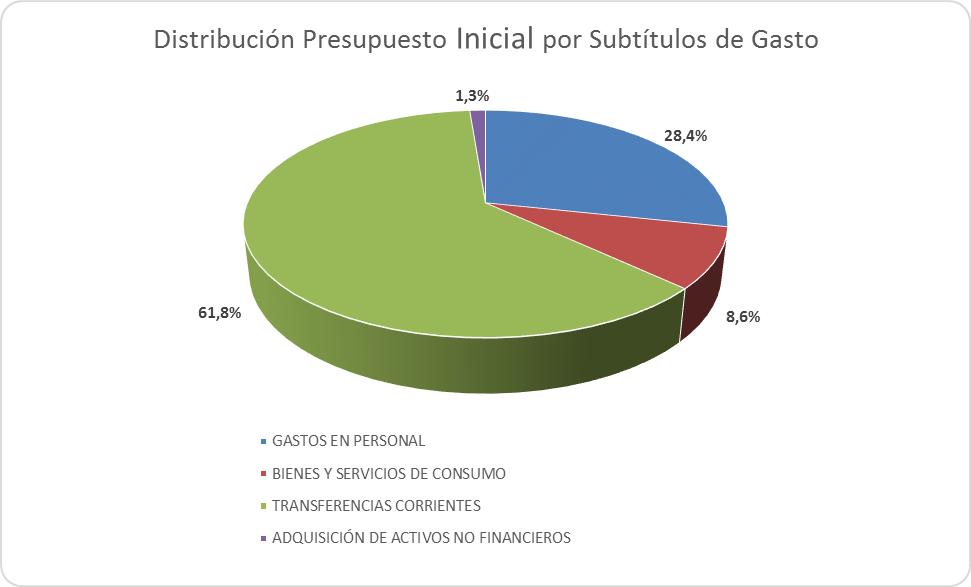 Distribución Presupuesto Inicial por Subtítulos de Gasto
1,3%
28,4%
61,8%
8,6%
GASTOS EN PERSONAL
BIENES Y SERVICIOS DE CONSUMO
TRANSFERENCIAS CORRIENTES
ADQUISICIÓN DE ACTIVOS NO FINANCIEROS